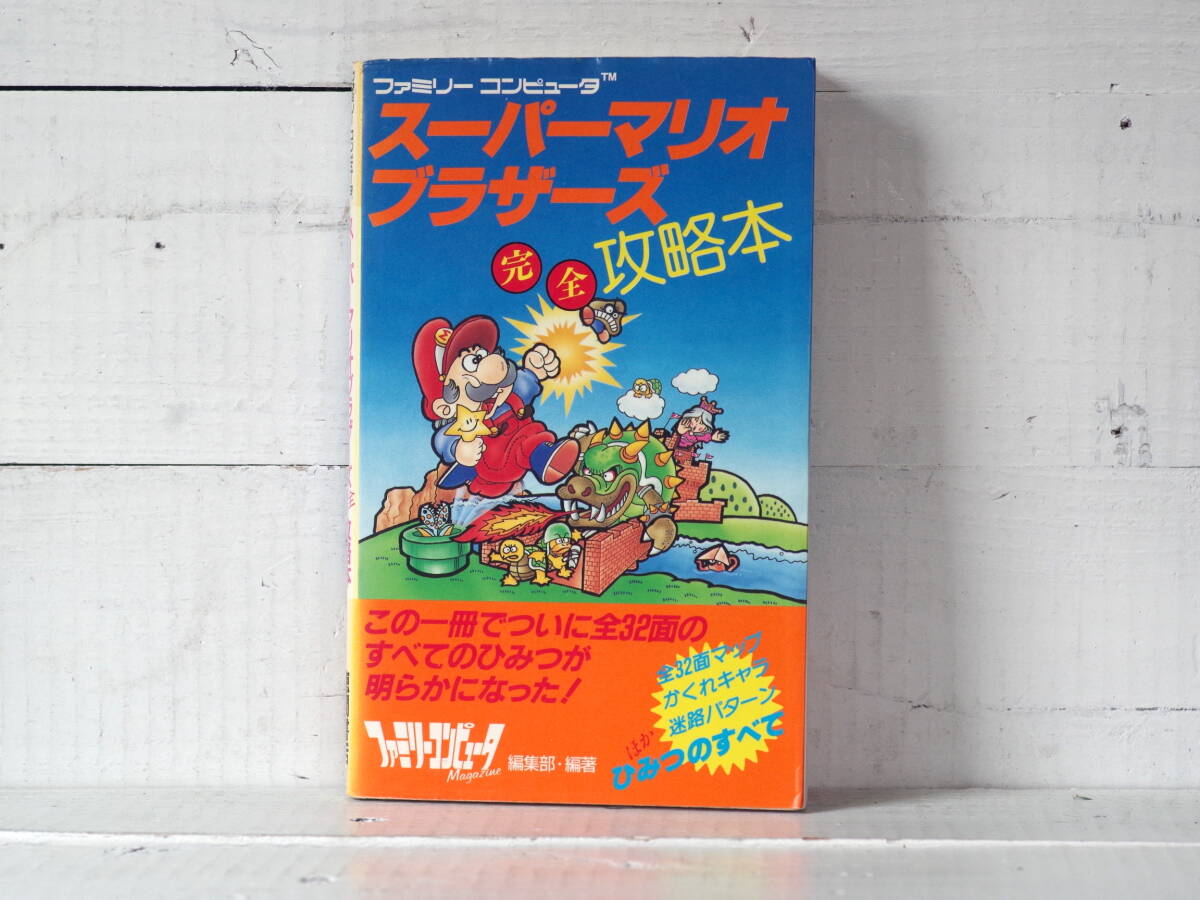 ファミリー コンピュータ™
スーパーマリオ
ブラザーズ
完全 攻略本
M
この一冊でついに全32面の
すべてのひみつが
明らかになった!
全32面マップ
かくれキャラ
迷路パターン
ほか
ひみつのすべて
ファミリーコンピュータ
Magazine
編集部・編著